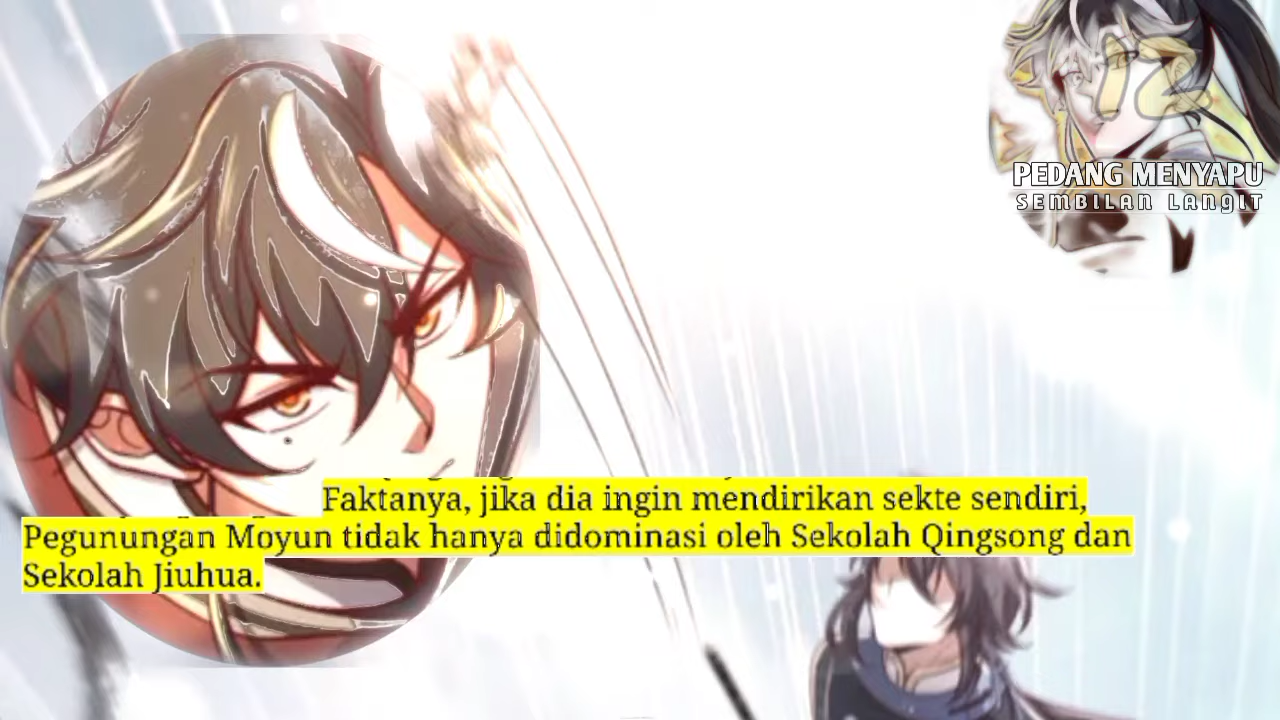 12
PEDANG MENYAPU
SEMBILAN LANGIT
Faktanya, jika dia ingin mendirikan sekte sendiri,
Pegunungan Moyun tidak hanya didominasi oleh Sekolah Qingsong dan
Sekolah Jiuhua.